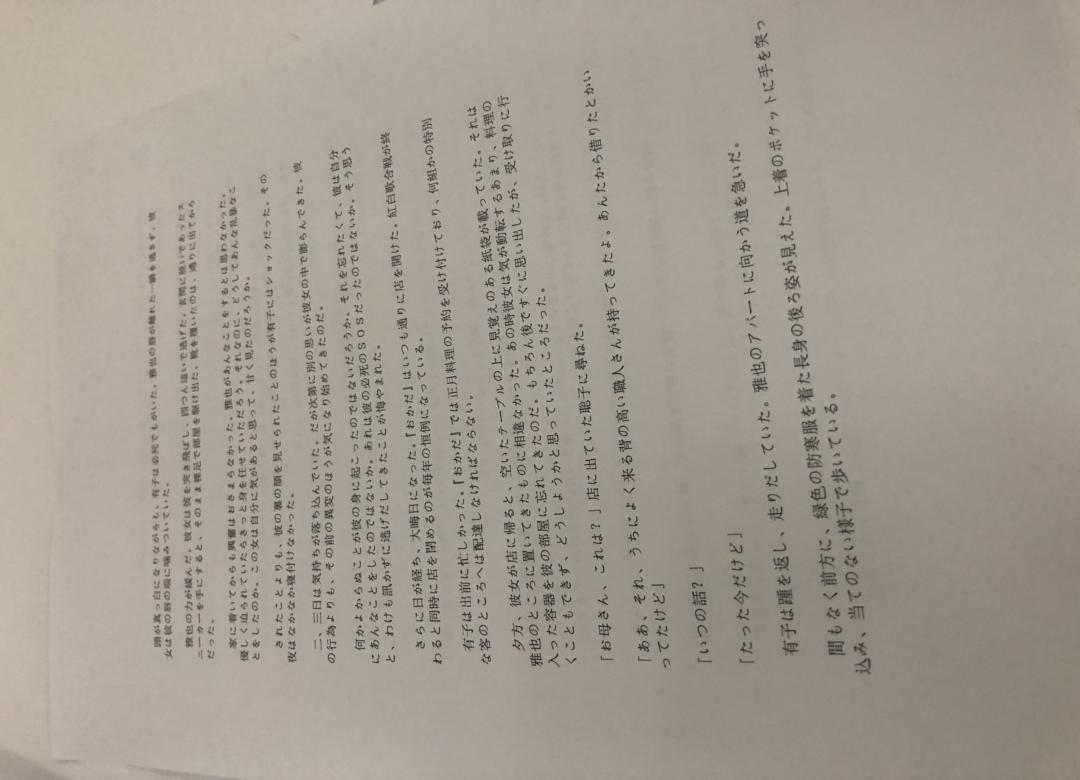 頭が真っ白になりながらも、有子は必死でもがいた。雅也の唇が離れた一瞬を逃さず、彼
女は彼の唇の端に噛みついていた。
雅也の力が緩んだ。彼女は彼を突き飛ばし、四つん這いで逃げた。玄関に脱いであったス
ニーカーを手にすると、そのまま裸足で部屋を駆け出た。靴を履いたのは、通りに出てから
だった。
家に着いてからも興奮はおさまらなかった。雅也があんなことをするとは思わなかった。
優しく迫られていたらきっと身を任せていただろう。それなのに、どうしてあんな乱暴なこ
とをしたのか。この女は自分に気があると思って、甘く見たのだろうか。
されたことよりも、彼の裏の顔を見せられたことのほうが有子にはショックだった。その
夜はなかなか寝付けなかった。
二、三日は気持ちが落ち込んでいた。だが次第に別の思いが彼女の中で膨らんできた。彼
の行為よりも、その前の異変のほうが気になり始めてきたのだ。
何かよからぬことが彼の身に起こったのではないだろうか。それを忘れたくて、彼は自分
にあんなことをしたのではないか。あれは彼の必死のSOSだったのではないか。そう思う
と、わけも訊かずに逃げだしてきたことが悔やまれた。
さらに日が経ち、大晦日になった。『おかだ』はいつも通りに店を開けた。紅白歌合戦が終
わると同時に店を閉めるのが毎年の恒例になっている。
有子は出前に忙しかった。『おかだ』では正月料理の予約を受け付けており、何組かの特別
な客のところへは配達しなければならない。
夕方、彼女が店に帰ると、空いたテーブルの上に見覚えのある紙袋が載っていた。それは
雅也のところに置いてきたものに相違なかった。あの時彼女は気が動転するあまり、料理の
入った容器を彼の部屋に忘れてきたのだ。もちろん後ですぐに思い出したが、受け取りに行
くこともできず、どうしようかと思っていたところだった。
「お母さん、これは？」店に出ていた聡子に尋ねた。
「ああ、それ、うちによく来る背の高い職人さんが持ってきたよ。あんたから借りたとかい
ってたけど」
「いつの話？」
「たった今だけど」
有子は踵を返し、走りだしていた。雅也のアパートに向かう道を急いだ。
間もなく前方に、緑色の防寒服を着た長身の後ろ姿が見えた。上着のポケットに手を突っ
込み、当てのない様子で歩いている。